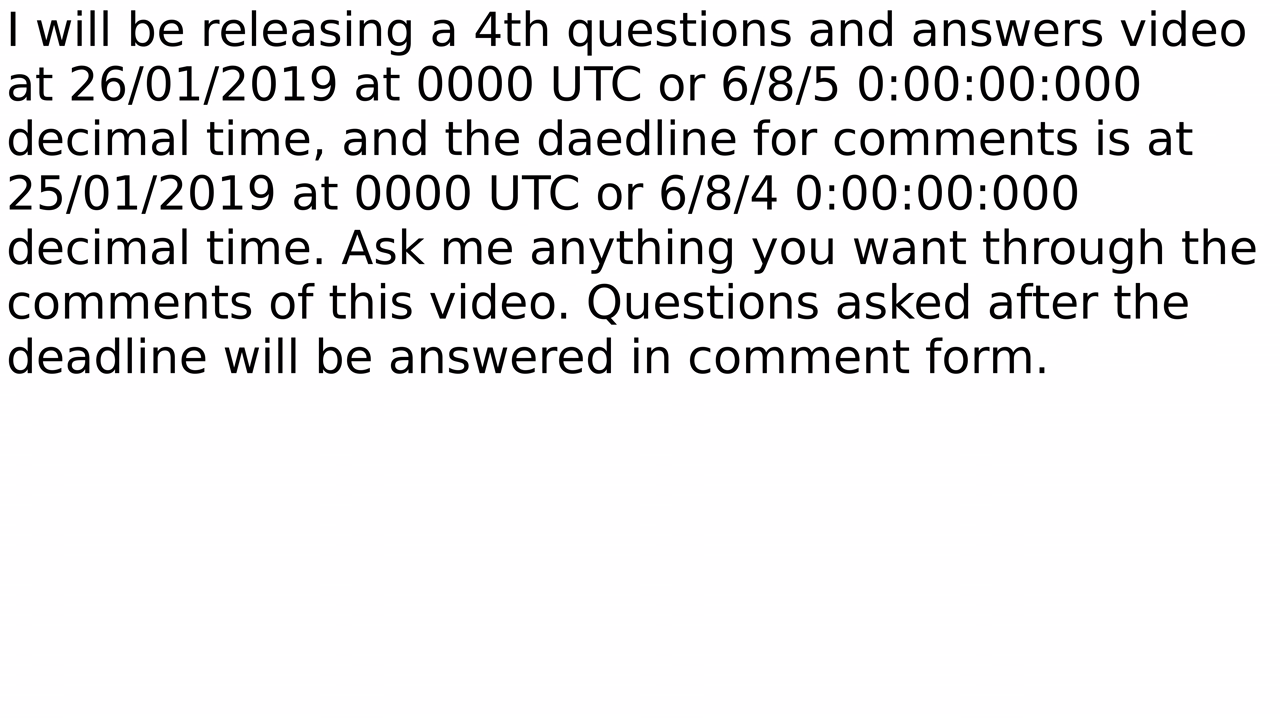 I will be releasing a 4th questions and answers video
at 26/01/2019 at 0000 UTC or 6/8/5 0:00:00:000
decimal time, and the daedline for comments is at
25/01/2019 at 0000 UTC or 6/8/4 0:00:00:000
decimal time. Ask me anything you want through the
comments of this video. Questions asked after the
deadline will be answered in comment form.